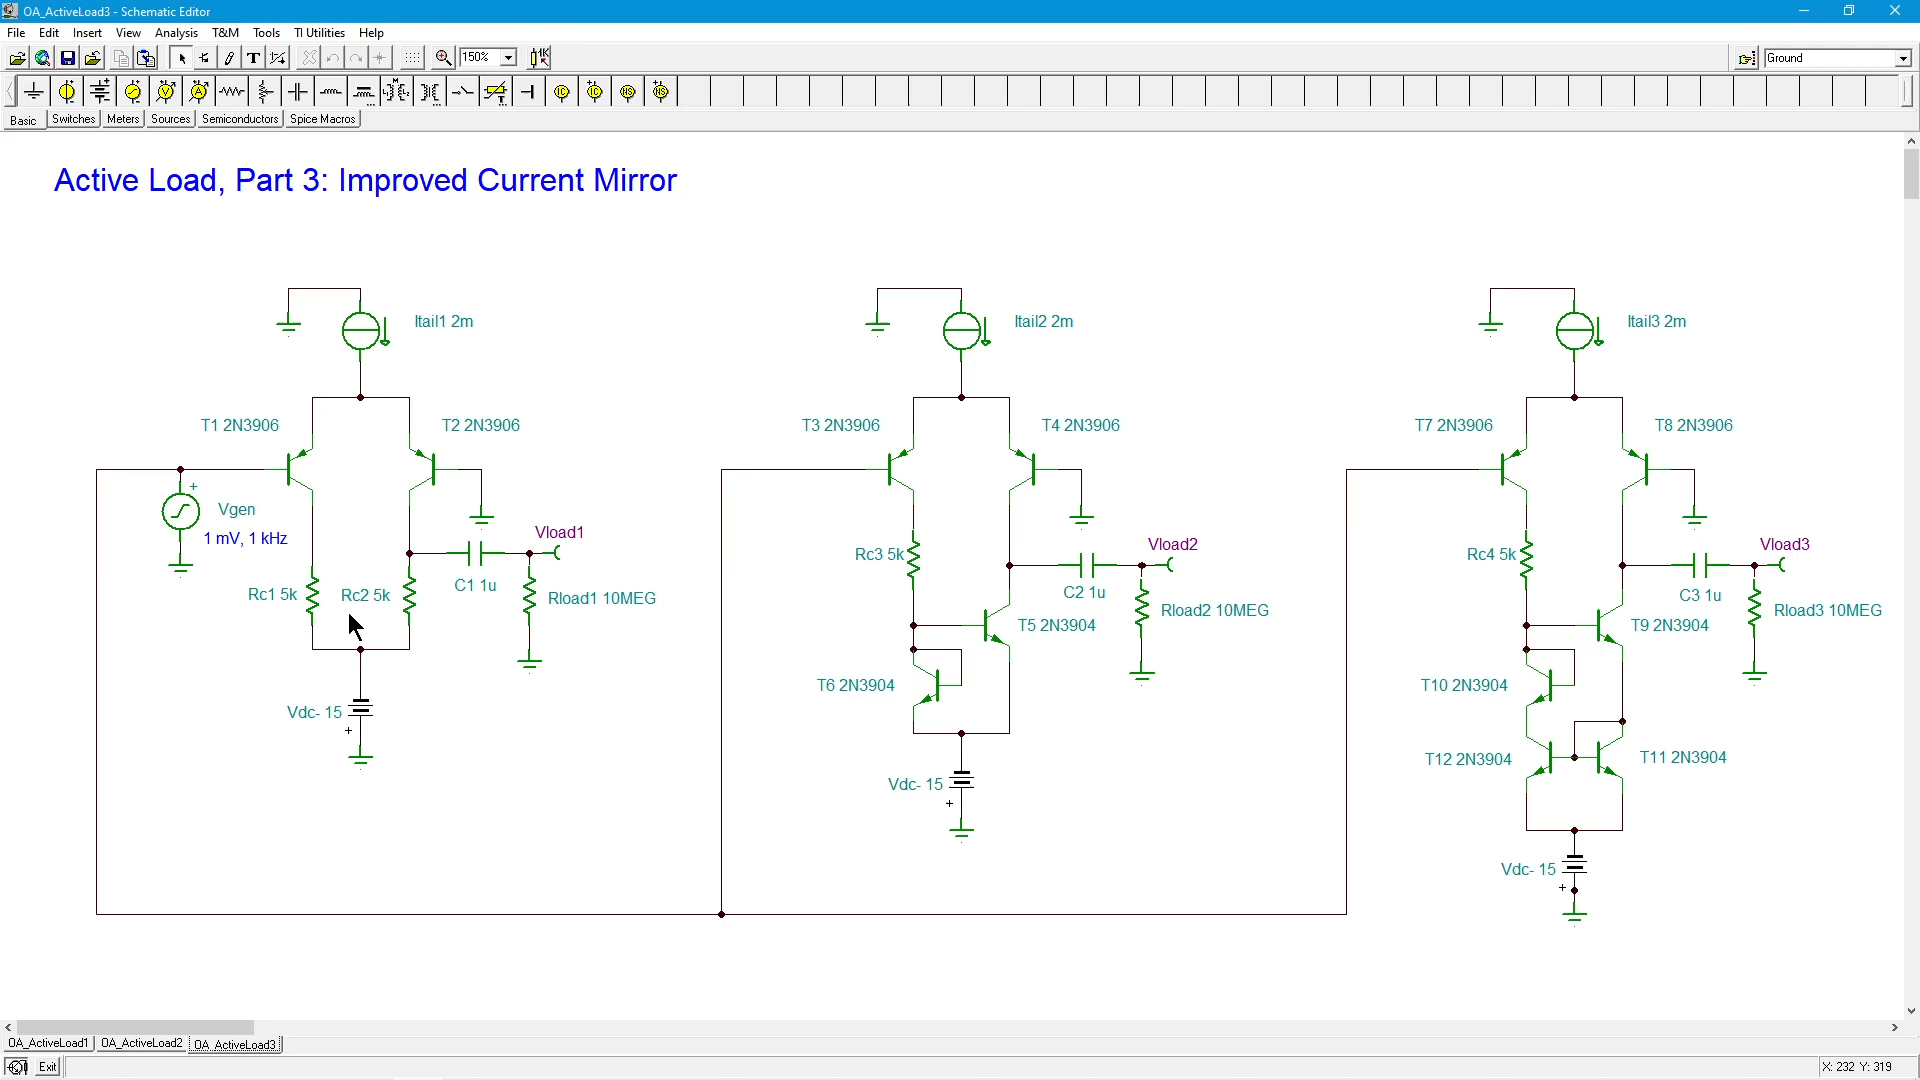 OA_ActiveLoad3 - Schematic Editor
File Edit Insert View Analysis T&M Tools TI Utilities Help
150% Ground
Basic Switches Meters Sources Semiconductors Spice Macros
Active Load, Part 3: Improved Current Mirror
Itail1 2m Itail2 2m Itail3 2m
T1 2N3906 T2 2N3906 T3 2N3906 T4 2N3906 T7 2N3906 T8 2N3906
+
Vgen
1 mV, 1 kHz
Vload1 Vload2 Vload3
Rc3 5k Rc4 5k
Rc1 5k Rc2 5k C1 1u Rload1 10MEG C2 1u C3 1u
Rload2 10MEG Rload3 10MEG
T5 2N3904 T9 2N3904
T6 2N3904 T10 2N3904
Vdc- 15
+
T12 2N3904 T11 2N3904
Vdc- 15
+
Vdc- 15
+
OA_ActiveLoad1 OA_ActiveLoad2 OA_ActiveLoad3
Exit X: 232 Y: 319